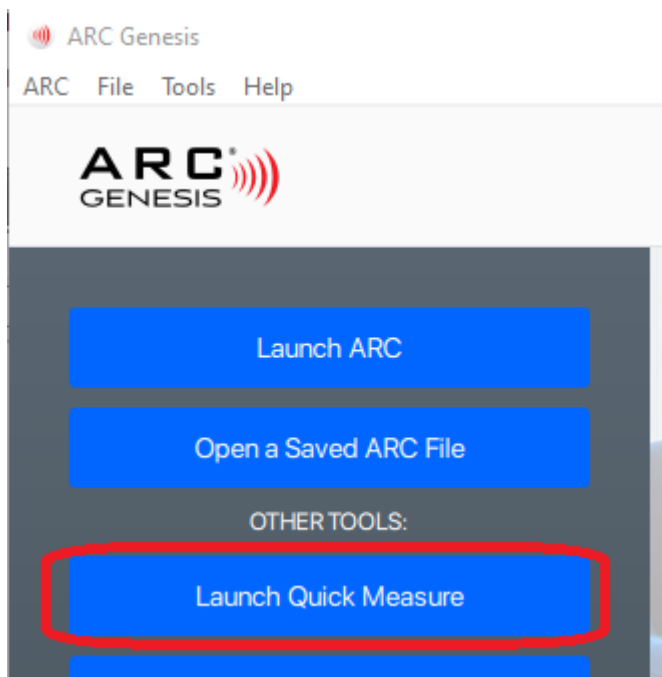 ARC Genesis
ARC File Tools Help
ARC®
GENESIS
Launch ARC
Open a Saved ARC File
OTHER TOOLS:
Launch Quick Measure